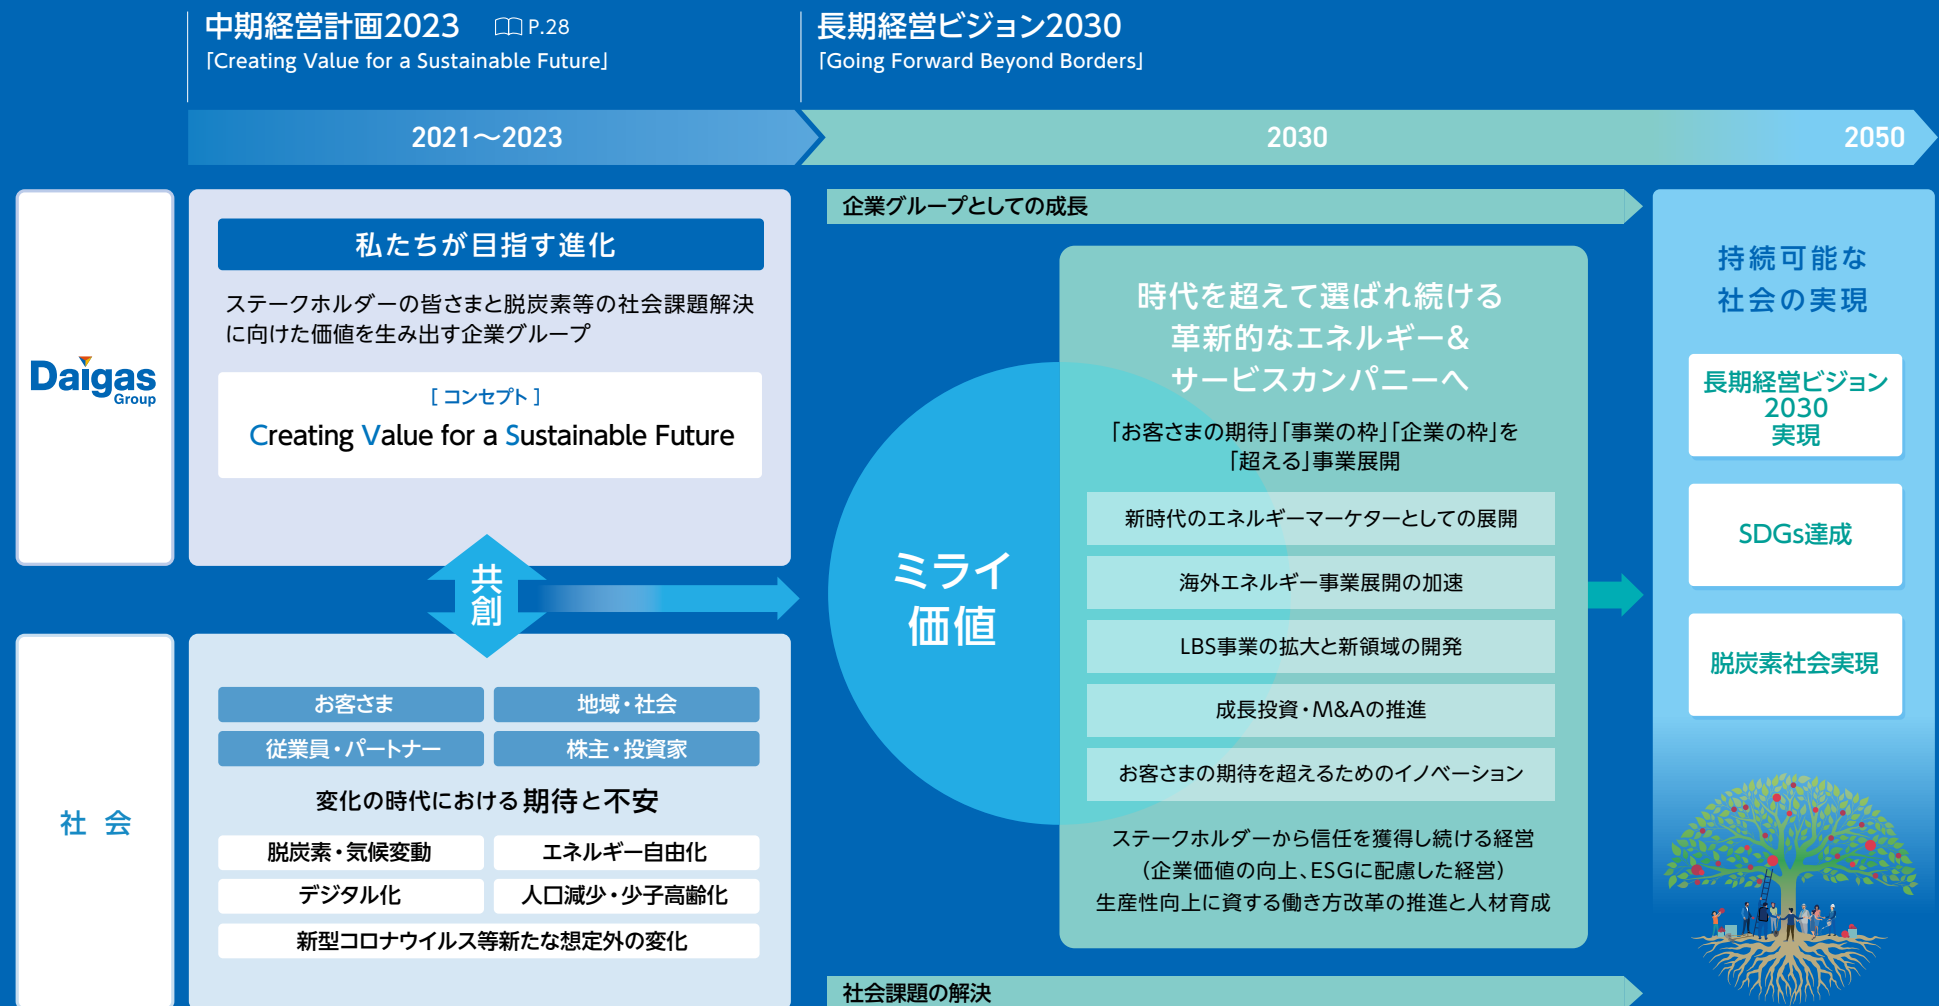 中期経営計画2023 P.28
「Creating Value for a Sustainable Future」
長期経営ビジョン2030
「Going Forward Beyond Borders」
2021〜2023
2030
2050
Daigas
Group
私たちが目指す進化
ステークホルダーの皆さまと脱炭素等の社会課題解決
に向けた価値を生み出す企業グループ
[ コンセプト ]
Creating Value for a Sustainable Future
共創
社 会
お客さま
地域・社会
従業員・パートナー
株主・投資家
変化の時代における期待と不安
脱炭素・気候変動
エネルギー自由化
デジタル化
人口減少・少子高齢化
新型コロナウイルス等新たな想定外の変化
企業グループとしての成長
ミライ
価値
時代を超えて選ばれ続ける
革新的なエネルギー&
サービスカンパニーへ
「お客さまの期待」「事業の枠」「企業の枠」を
「超える」事業展開
新時代のエネルギーマーケターとしての展開
海外エネルギー事業展開の加速
LBS事業の拡大と新領域の開発
成長投資・M&Aの推進
お客さまの期待を超えるためのイノベーション
ステークホルダーから信任を獲得し続ける経営
（企業価値の向上、ESGに配慮した経営）
生産性向上に資する働き方改革の推進と人材育成
社会課題の解決
持続可能な
社会の実現
長期経営ビジョン
2030
実現
SDGs達成
脱炭素社会実現